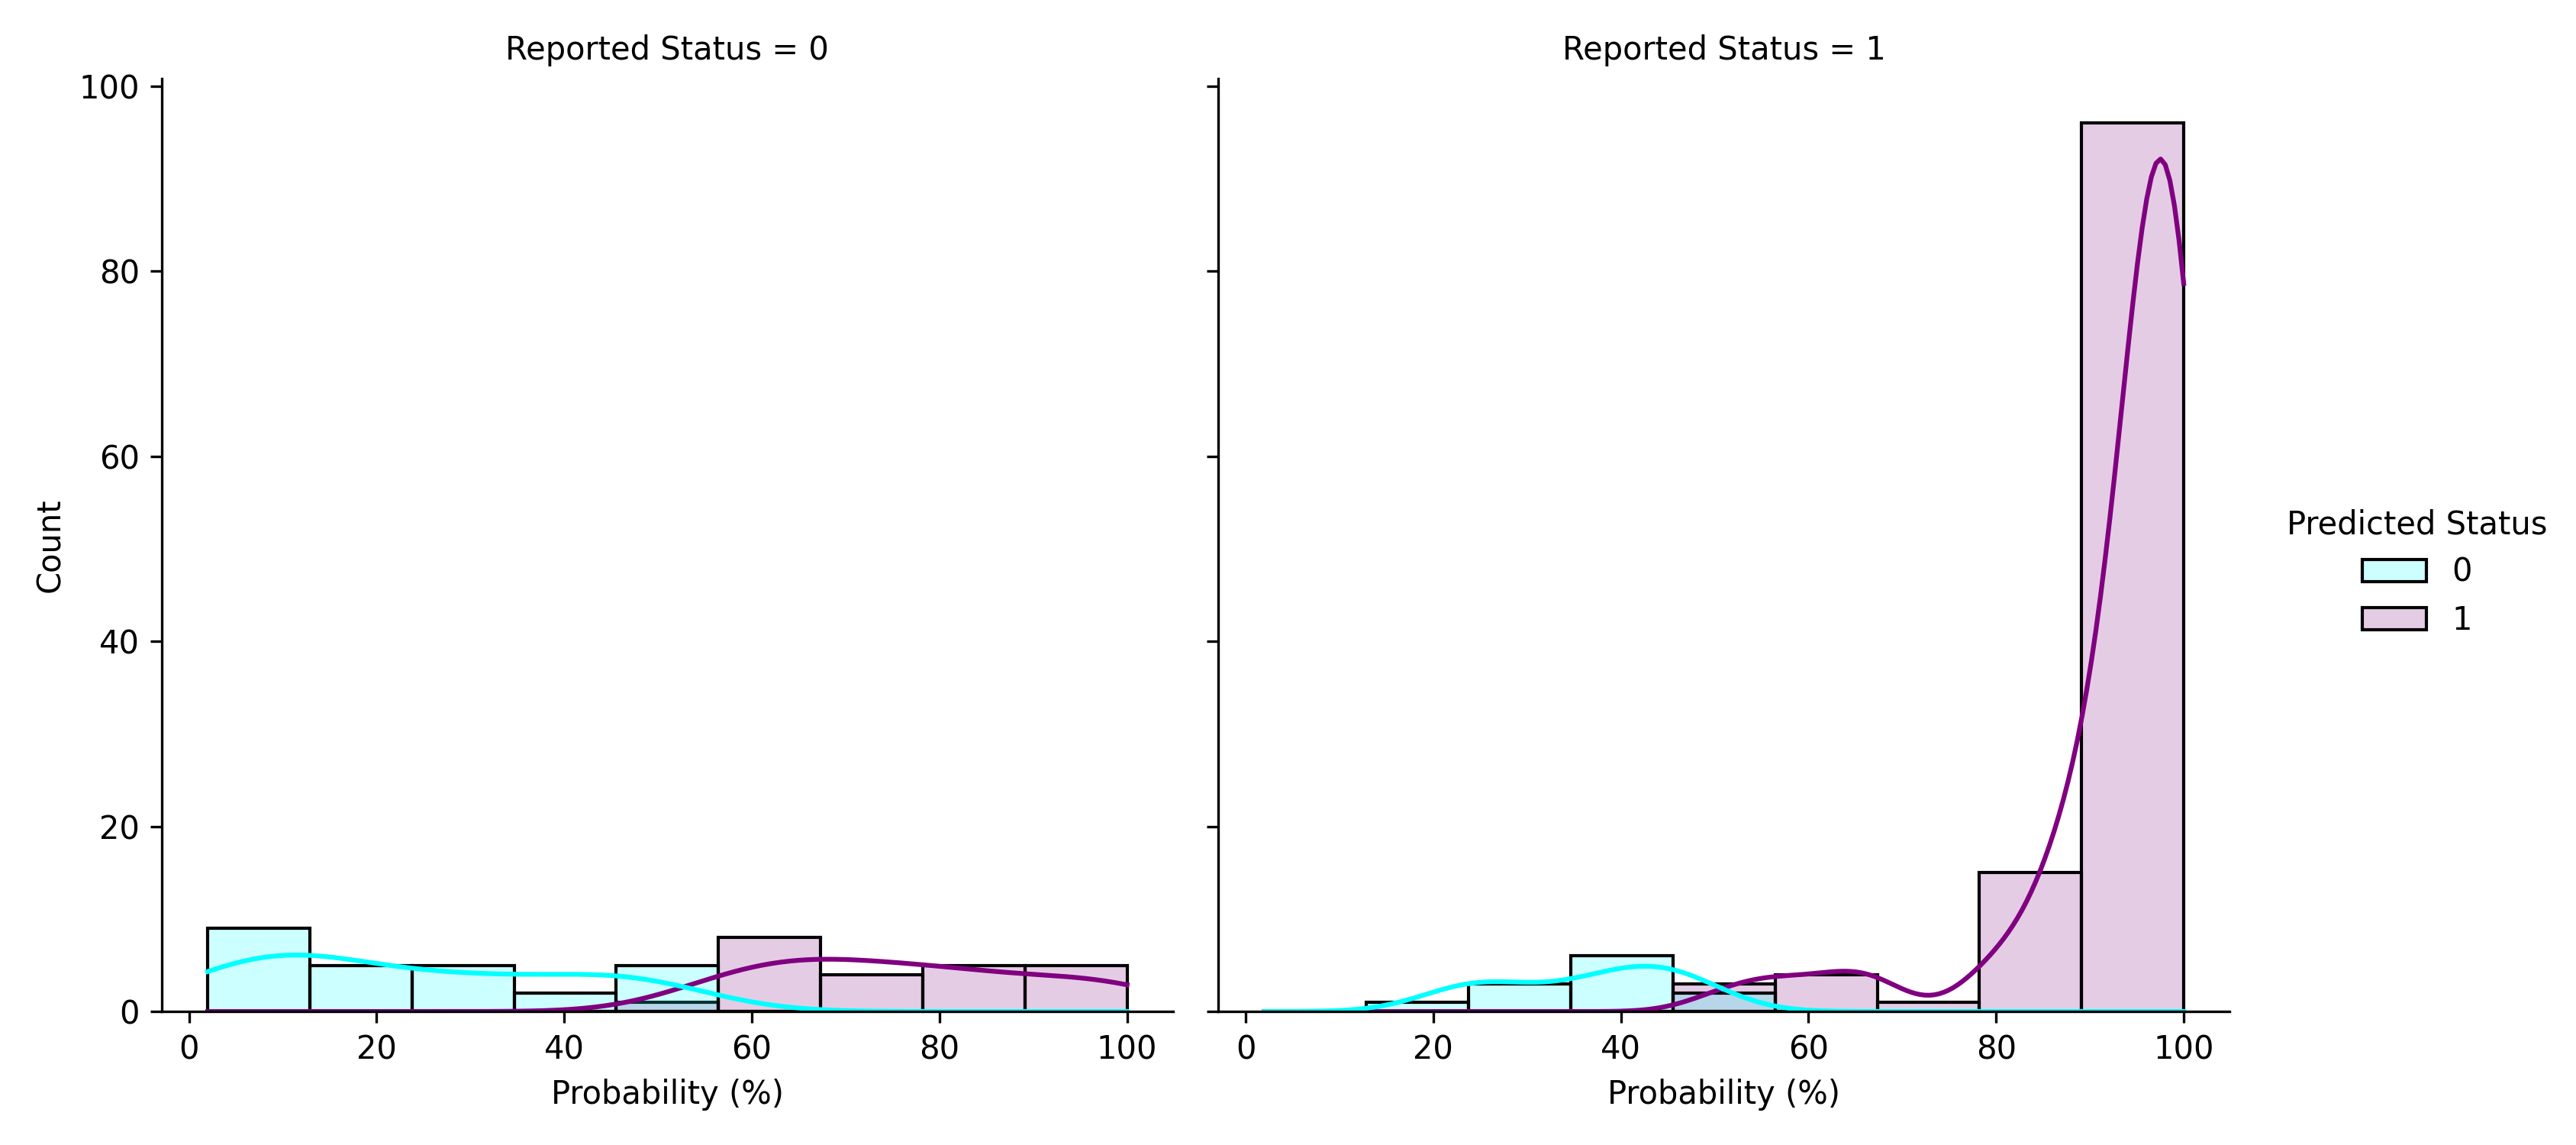 Reported Status = 0
Reported Status = 1
100
80
60
40
20
0
Count
0 20 40 60 80 100
0 20 40 60 80 100
Probability (%)
Probability (%)
Predicted Status
0
1